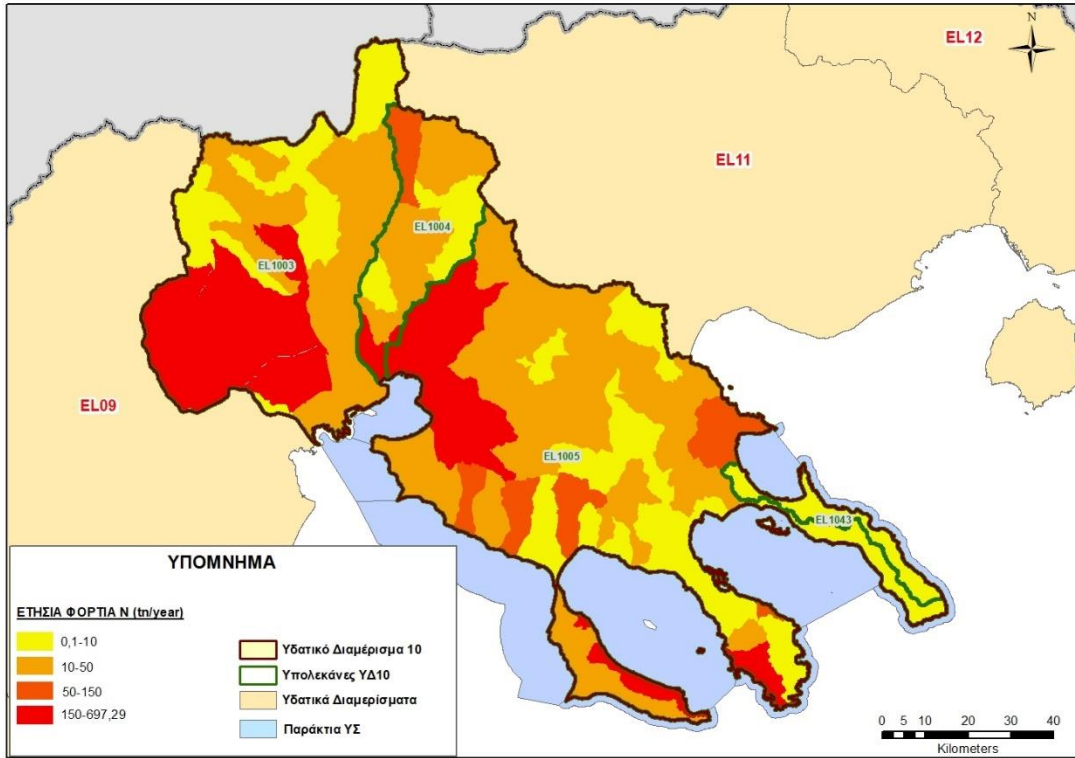 N
EL12
EL11
EL1004
EL1003
EL09
EL1005
EL1043
ΥΠΟΜΝΗΜΑ
ΕΤΗΣΙΑ ΦΟΡΤΙΑ Ν (tn/year)
0,1-10
10-50
50-150
150-697,29
Υδατικό Διαμέρισμα 10
Υπολεκάνες ΥΔ10
Υδατικά Διαμερίσματα
Παράκτια ΥΣ
0 5 10 20 30 40
Kilometers